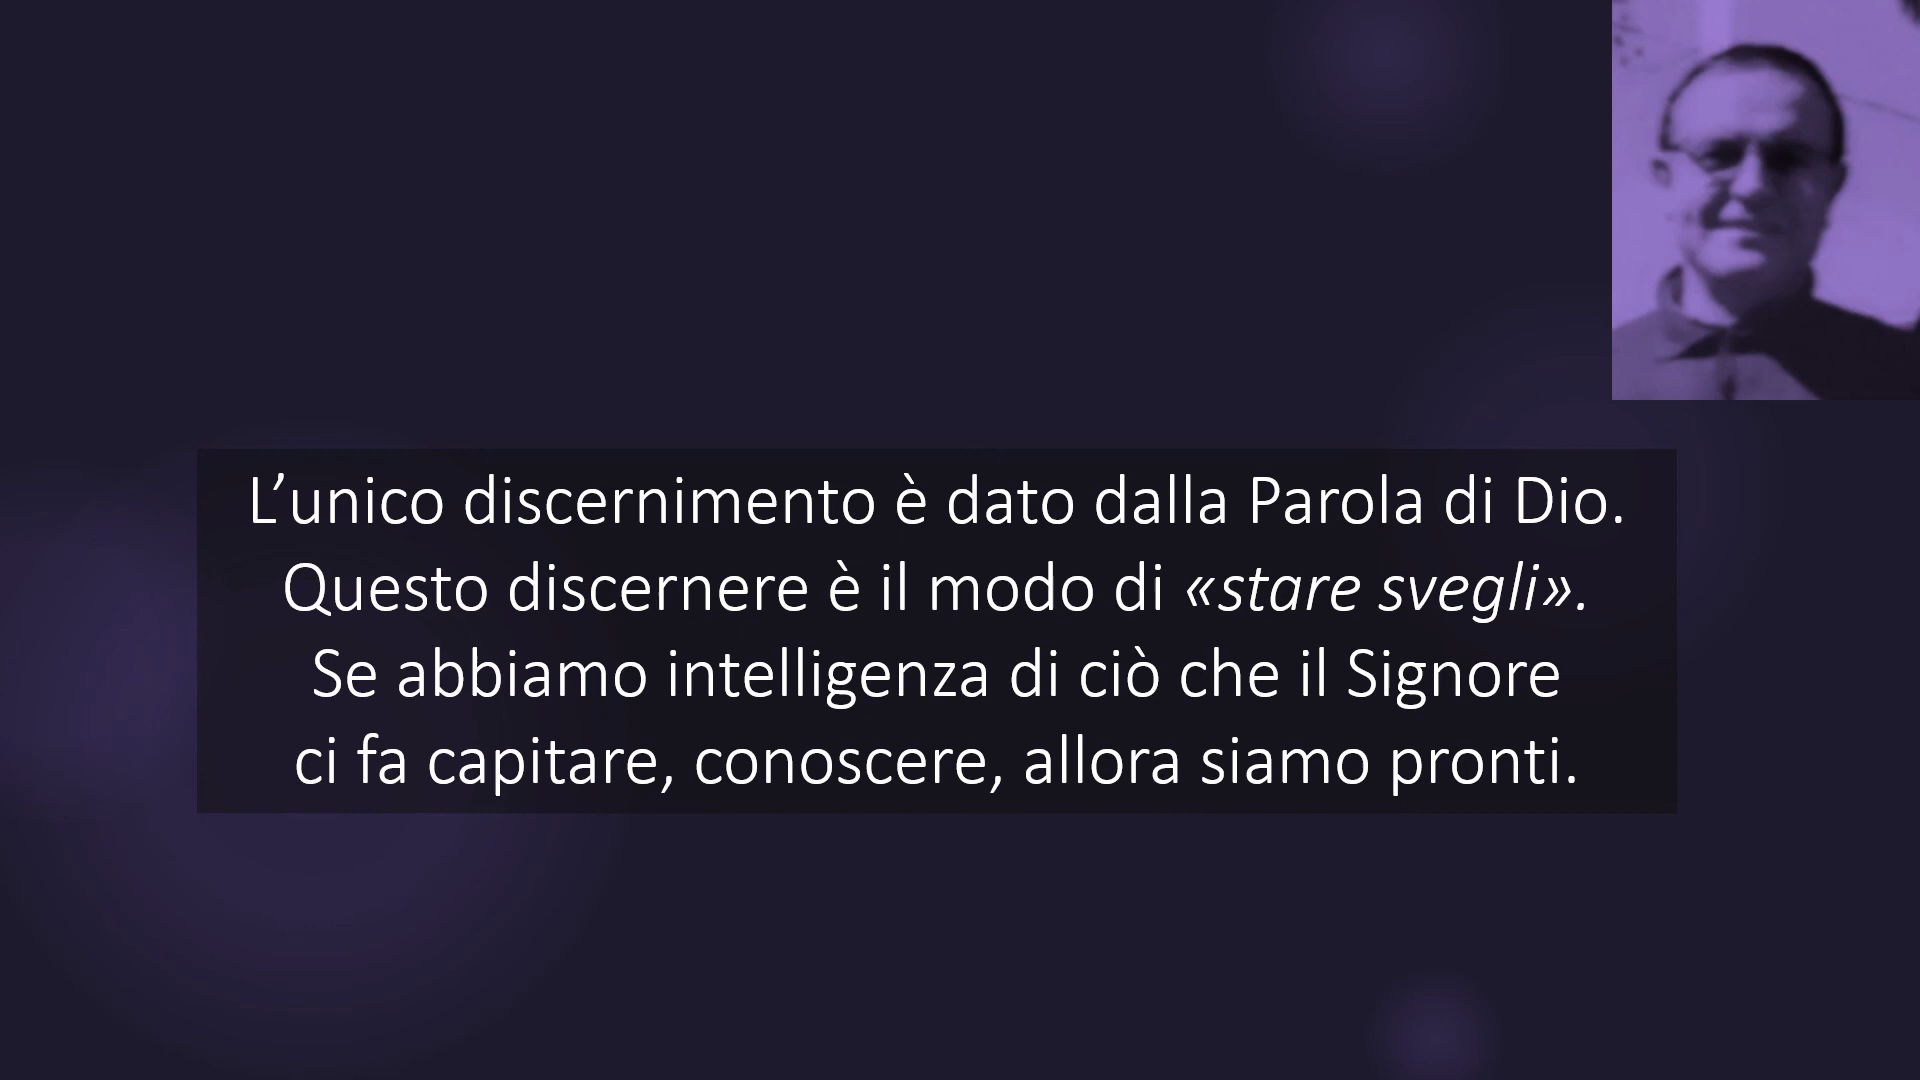 L’unico discernimento è dato dalla Parola di Dio.
Questo discernere è il modo di «stare svegli».
Se abbiamo intelligenza di ciò che il Signore
ci fa capitare, conoscere, allora siamo pronti.